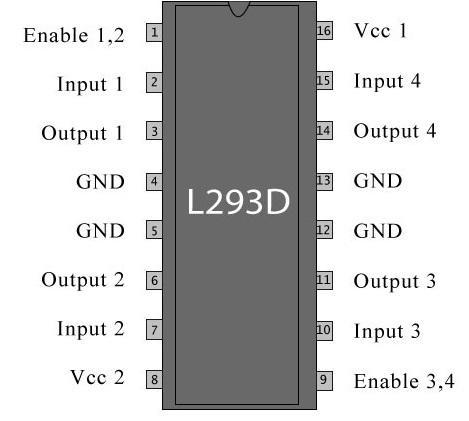 Enable 1,2 1 16 Vcc 1
Input 1 2 15 Input 4
Output 1 3 14 Output 4
GND 4 13 GND
L293D
GND 5 12 GND
Output 2 6 11 Output 3
Input 2 7 10 Input 3
Vcc 2 8 9 Enable 3,4